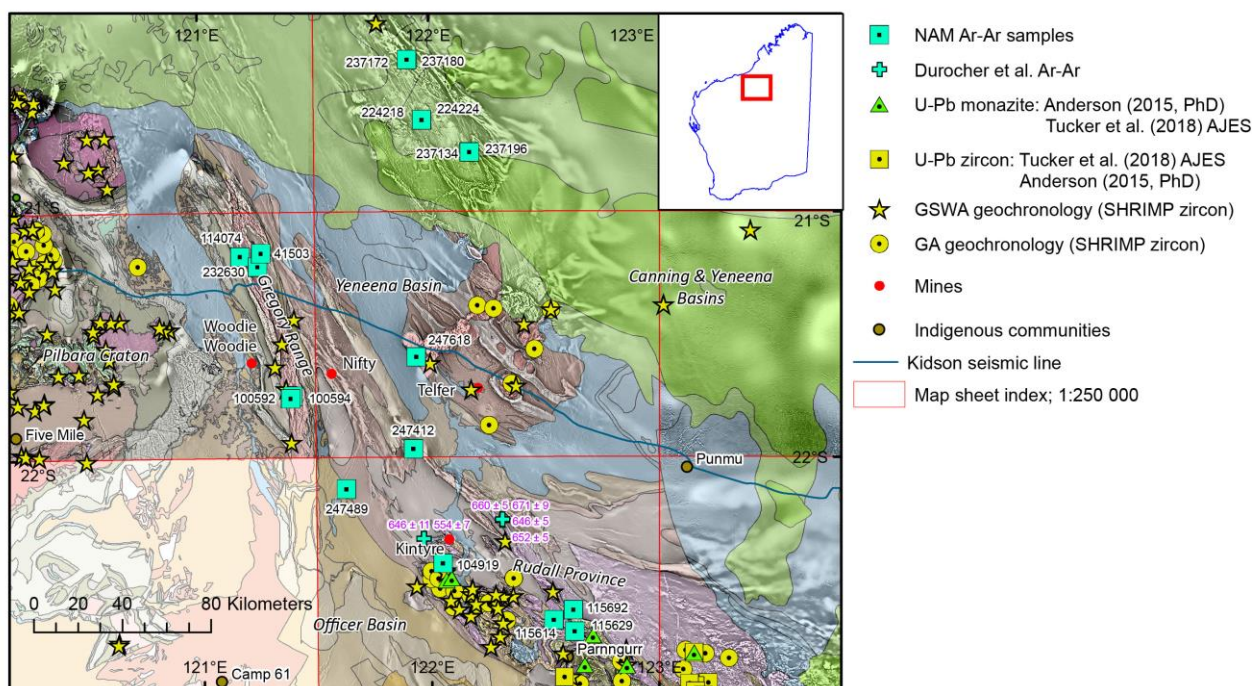 121°E
122°E
123°E
237172
237180
224218
224224
237134
237196
21°S
21°S
114074
41503
232630
Gregory Range
Yeneena Basin
Canning & Yeneena
Basins
Woodie
Woodie
Pilbara Craton
Nifty
247618
Telfer
100592
100594
Five Mile
247412
22°S
22°S
Punmu
247489
660 ± 5
671 ± 9
646 ± 11
554 ± 7
646 ± 5
652 ± 5
Kintyre
104919
Rudall Province
0 20 40 80 Kilometers
Officer Basin
115692
115629
115614
Parnngurr
121°E
122°E
123°E
Camp 61
NAM Ar-Ar samples
Durocher et al. Ar-Ar
U-Pb monazite: Anderson (2015, PhD)
Tucker et al. (2018) AJES
U-Pb zircon: Tucker et al. (2018) AJES
Anderson (2015, PhD)
GSWA geochronology (SHRIMP zircon)
GA geochronology (SHRIMP zircon)
Mines
Indigenous communities
Kidson seismic line
Map sheet index; 1:250 000